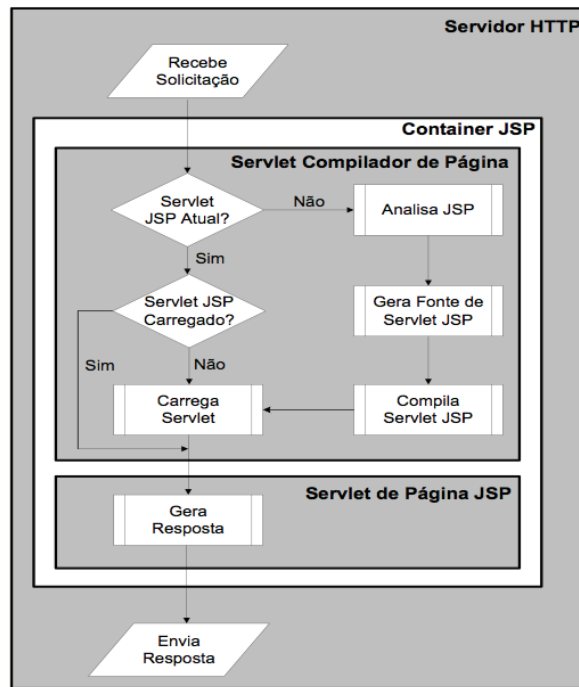 Servidor HTTP
Recebe
Solicitação
Container JSP
Servlet Compilador de Página
Servlet
JSP Atual?
Não
Analisa JSP
Sim
Servlet JSP
Carregado?
Gera Fonte de
Servlet JSP
Sim
Não
Carrega
Servlet
Compila
Servlet JSP
Servlet de Página JSP
Gera
Resposta
Envia
Resposta